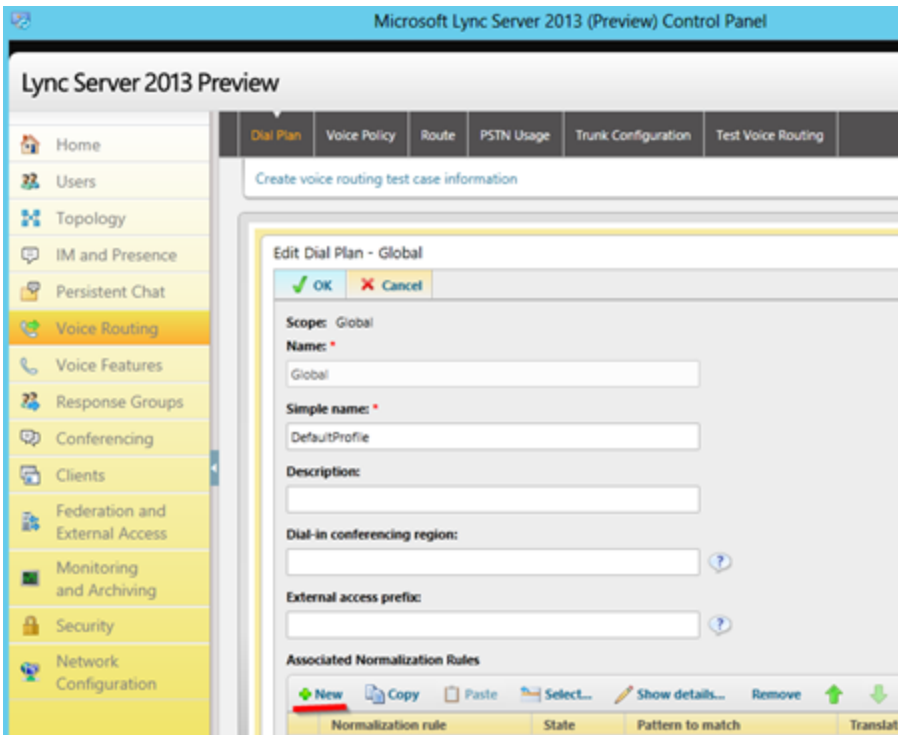 Microsoft Lync Server 2013 (Preview) Control Panel
Lync Server 2013 Preview
Home
Users
Topology
IM and Presence
Persistent Chat
Voice Routing
Voice Features
Response Groups
Conferencing
Clients
Federation and
External Access
Monitoring
and Archiving
Security
Network
Configuration
Dial Plan Voice Policy Route PSTN Usage Trunk Configuration Test Voice Routing
Create voice routing test case information
Edit Dial Plan - Global
OK Cancel
Scope: Global
Name: *
Global
Simple name: *
DefaultProfile
Description:
Dial-in conferencing region:
?
External access prefix:
?
Associated Normalization Rules
New Copy Paste Select... Show details... Remove
Normalization rule State Pattern to match Translat